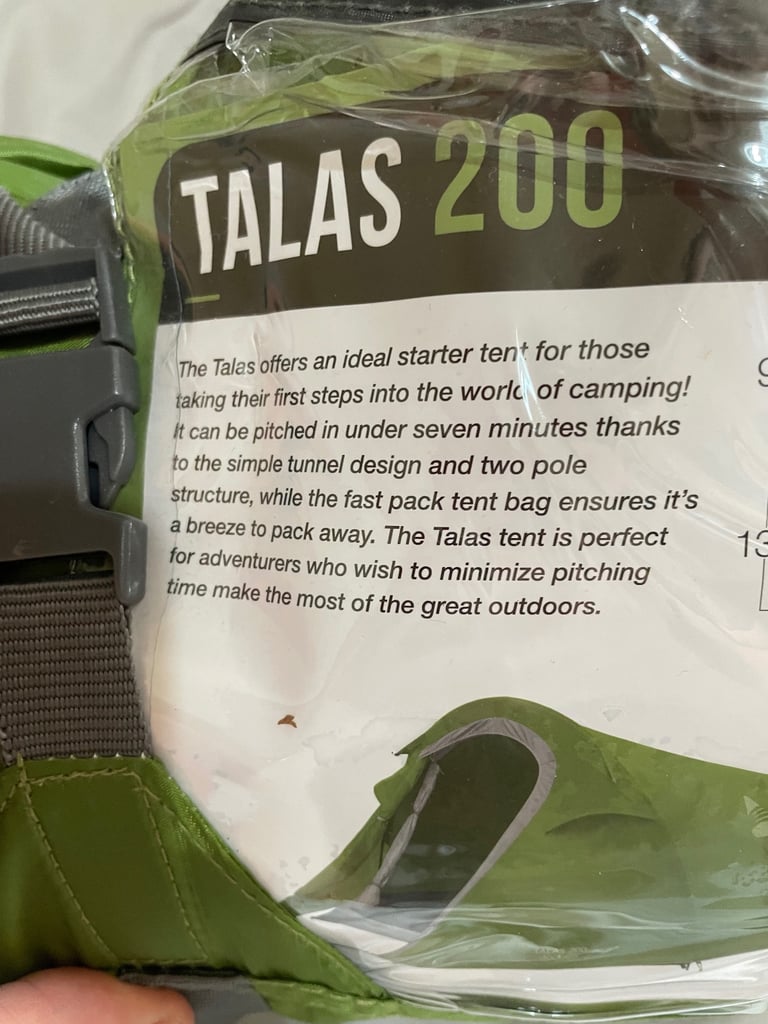 TALAS 200
The Talas offers an ideal starter tent for those
taking their first steps into the world of camping!
It can be pitched in under seven minutes thanks
to the simple tunnel design and two pole
structure, while the fast pack tent bag ensures it's
a breeze to pack away. The Talas tent is perfect
for adventurers who wish to minimize pitching
time make the most of the great outdoors.